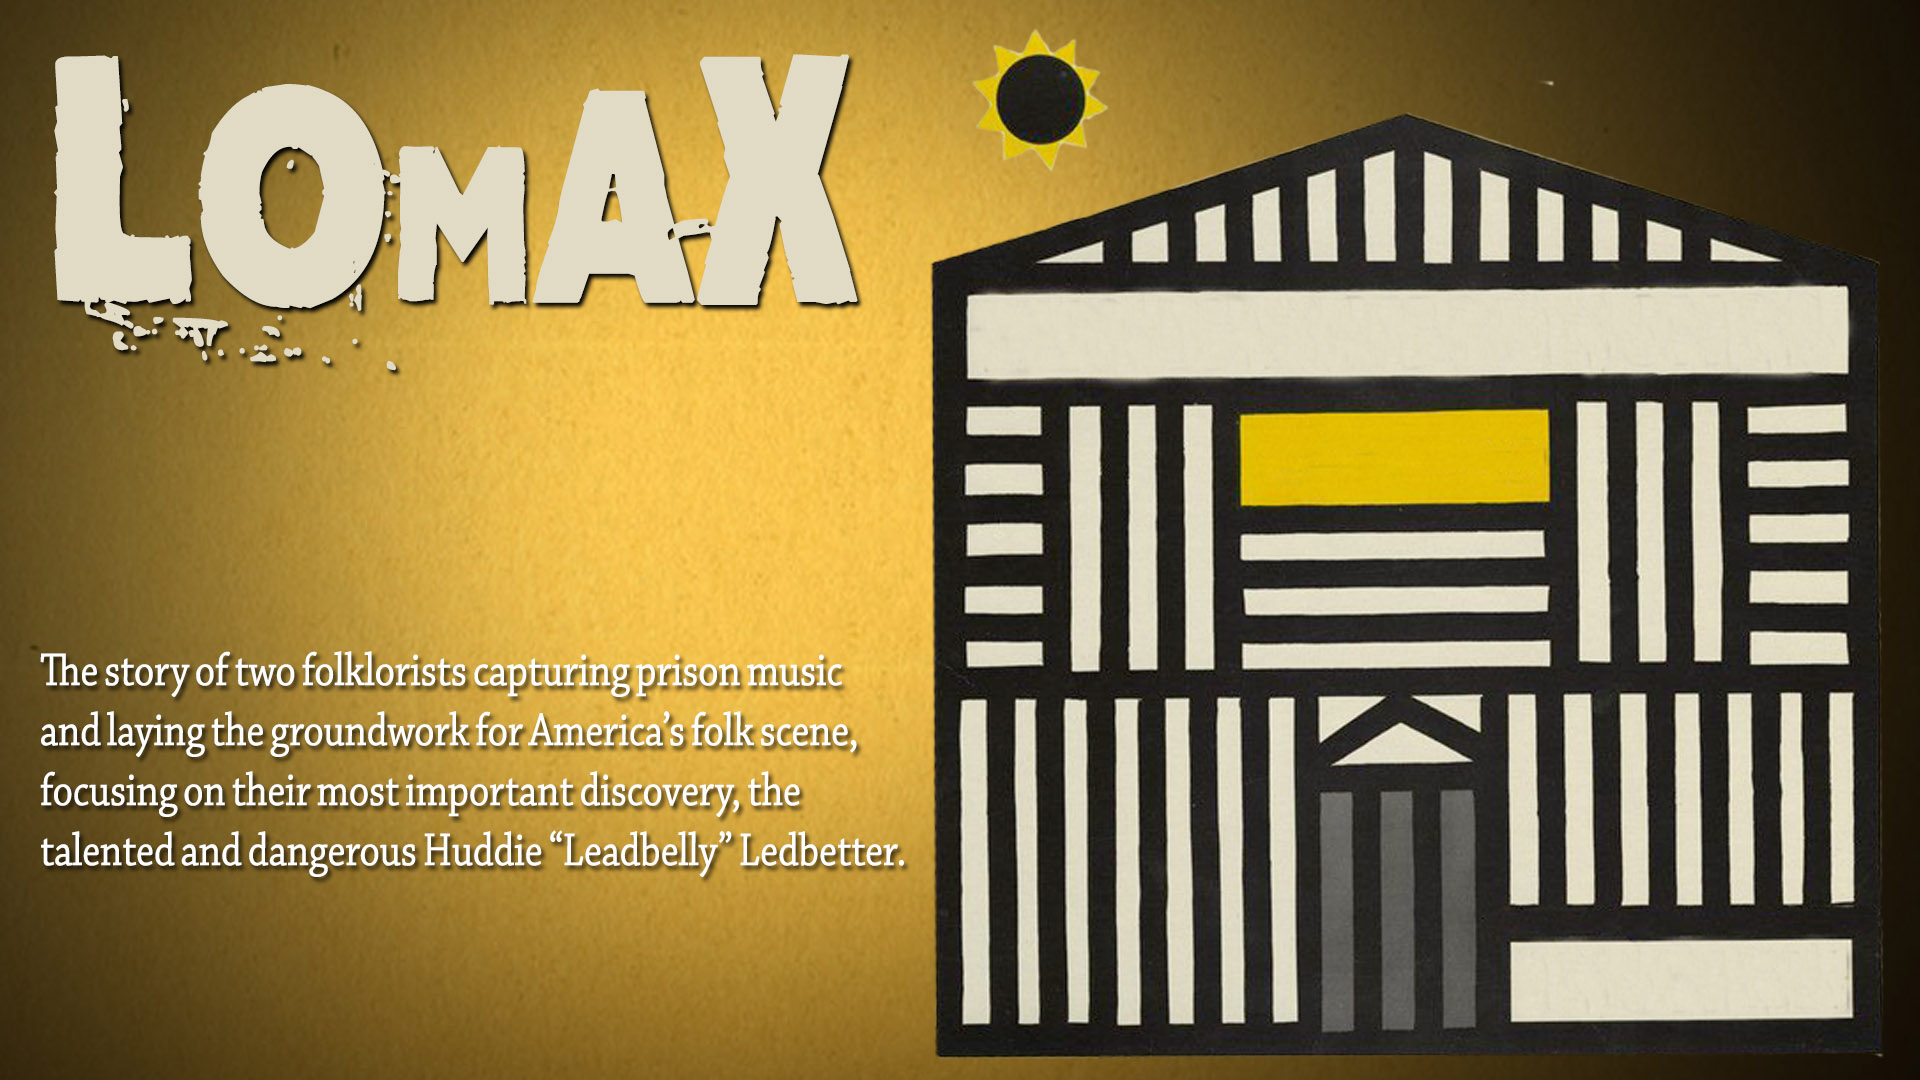 LOMAX
The story of two folklorists capturing prison music
and laying the groundwork for America’s folk scene,
focusing on their most important discovery, the
talented and dangerous Huddie “Leadbelly” Ledbetter.